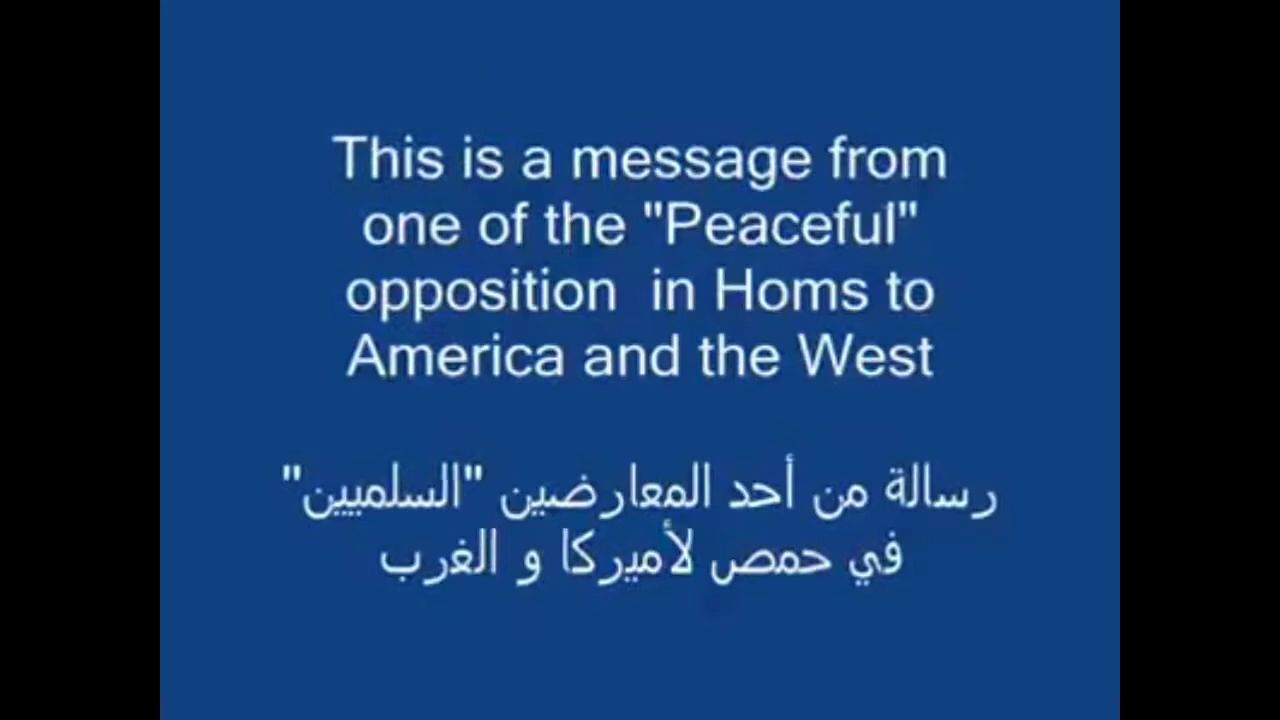 This is a message from
one of the "Peaceful"
opposition  in Homs to
America and the West
رسالة من أحد المعارضين "السلميين"
في حمص لأميركا و الغرب